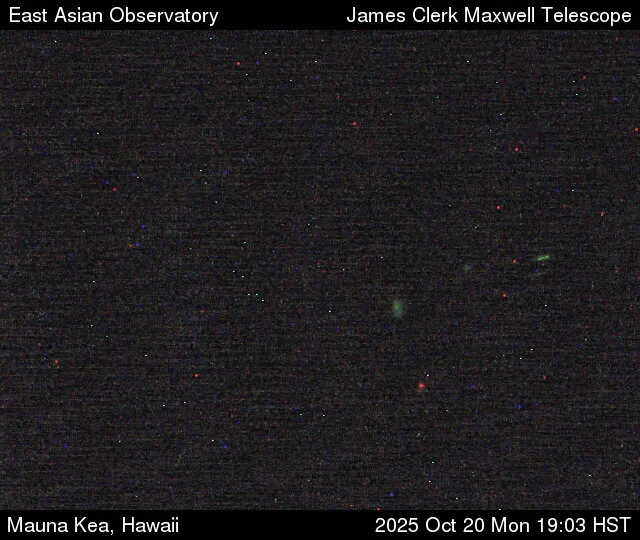 East Asian Observatory
James Clerk Maxwell Telescope
Mauna Kea, Hawaii
2025 Oct 20 Mon 19:03 HST